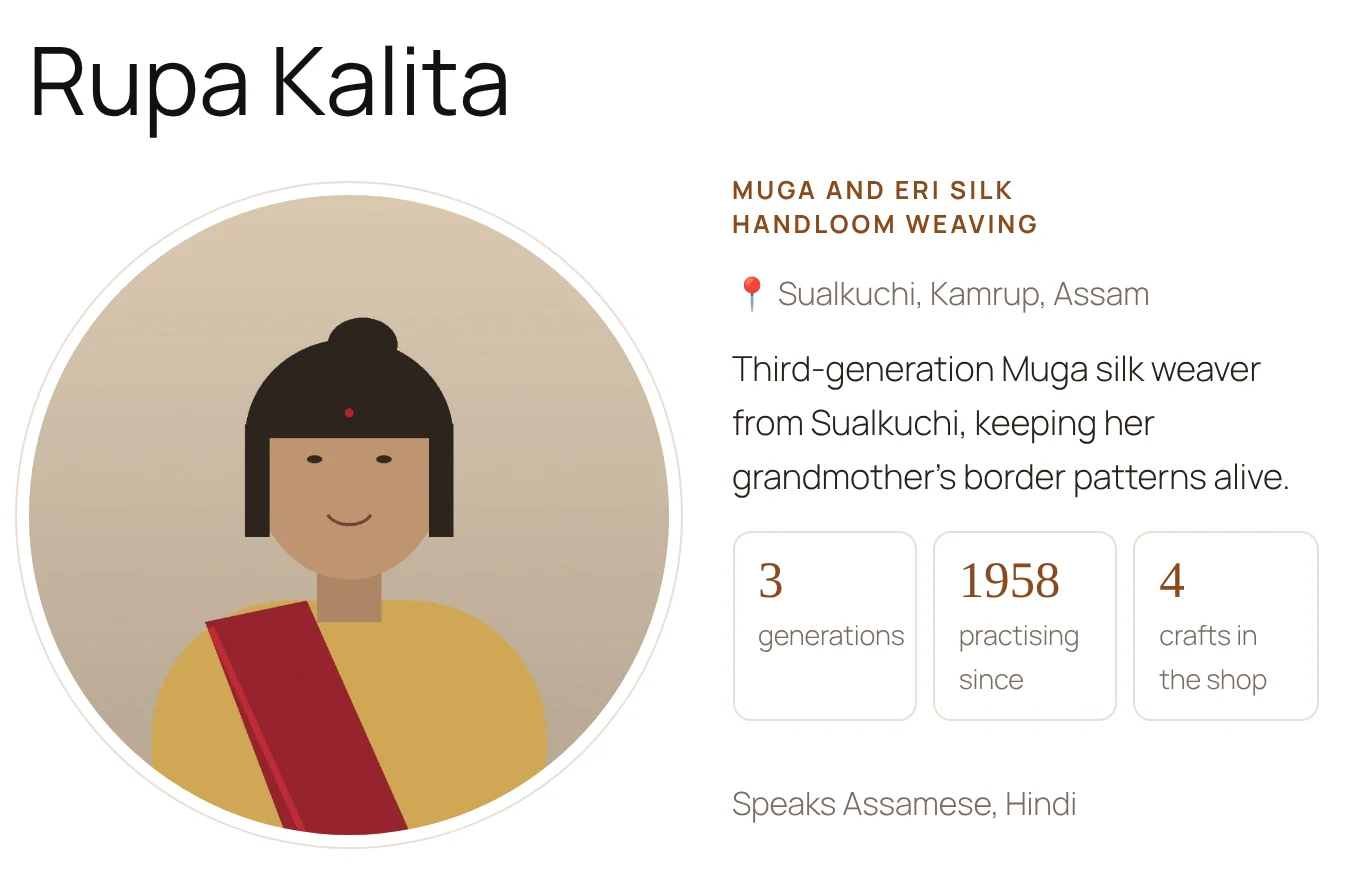 Rupa Kalita
MUGA AND ERI SILK
HANDLOOM WEAVING
📍 Sualkuchi, Kamrup, Assam
Third-generation Muga silk weaver
from Sualkuchi, keeping her
grandmother’s border patterns alive.
3
generations
1958
practising
since
4
crafts in
the shop
Speaks Assamese, Hindi